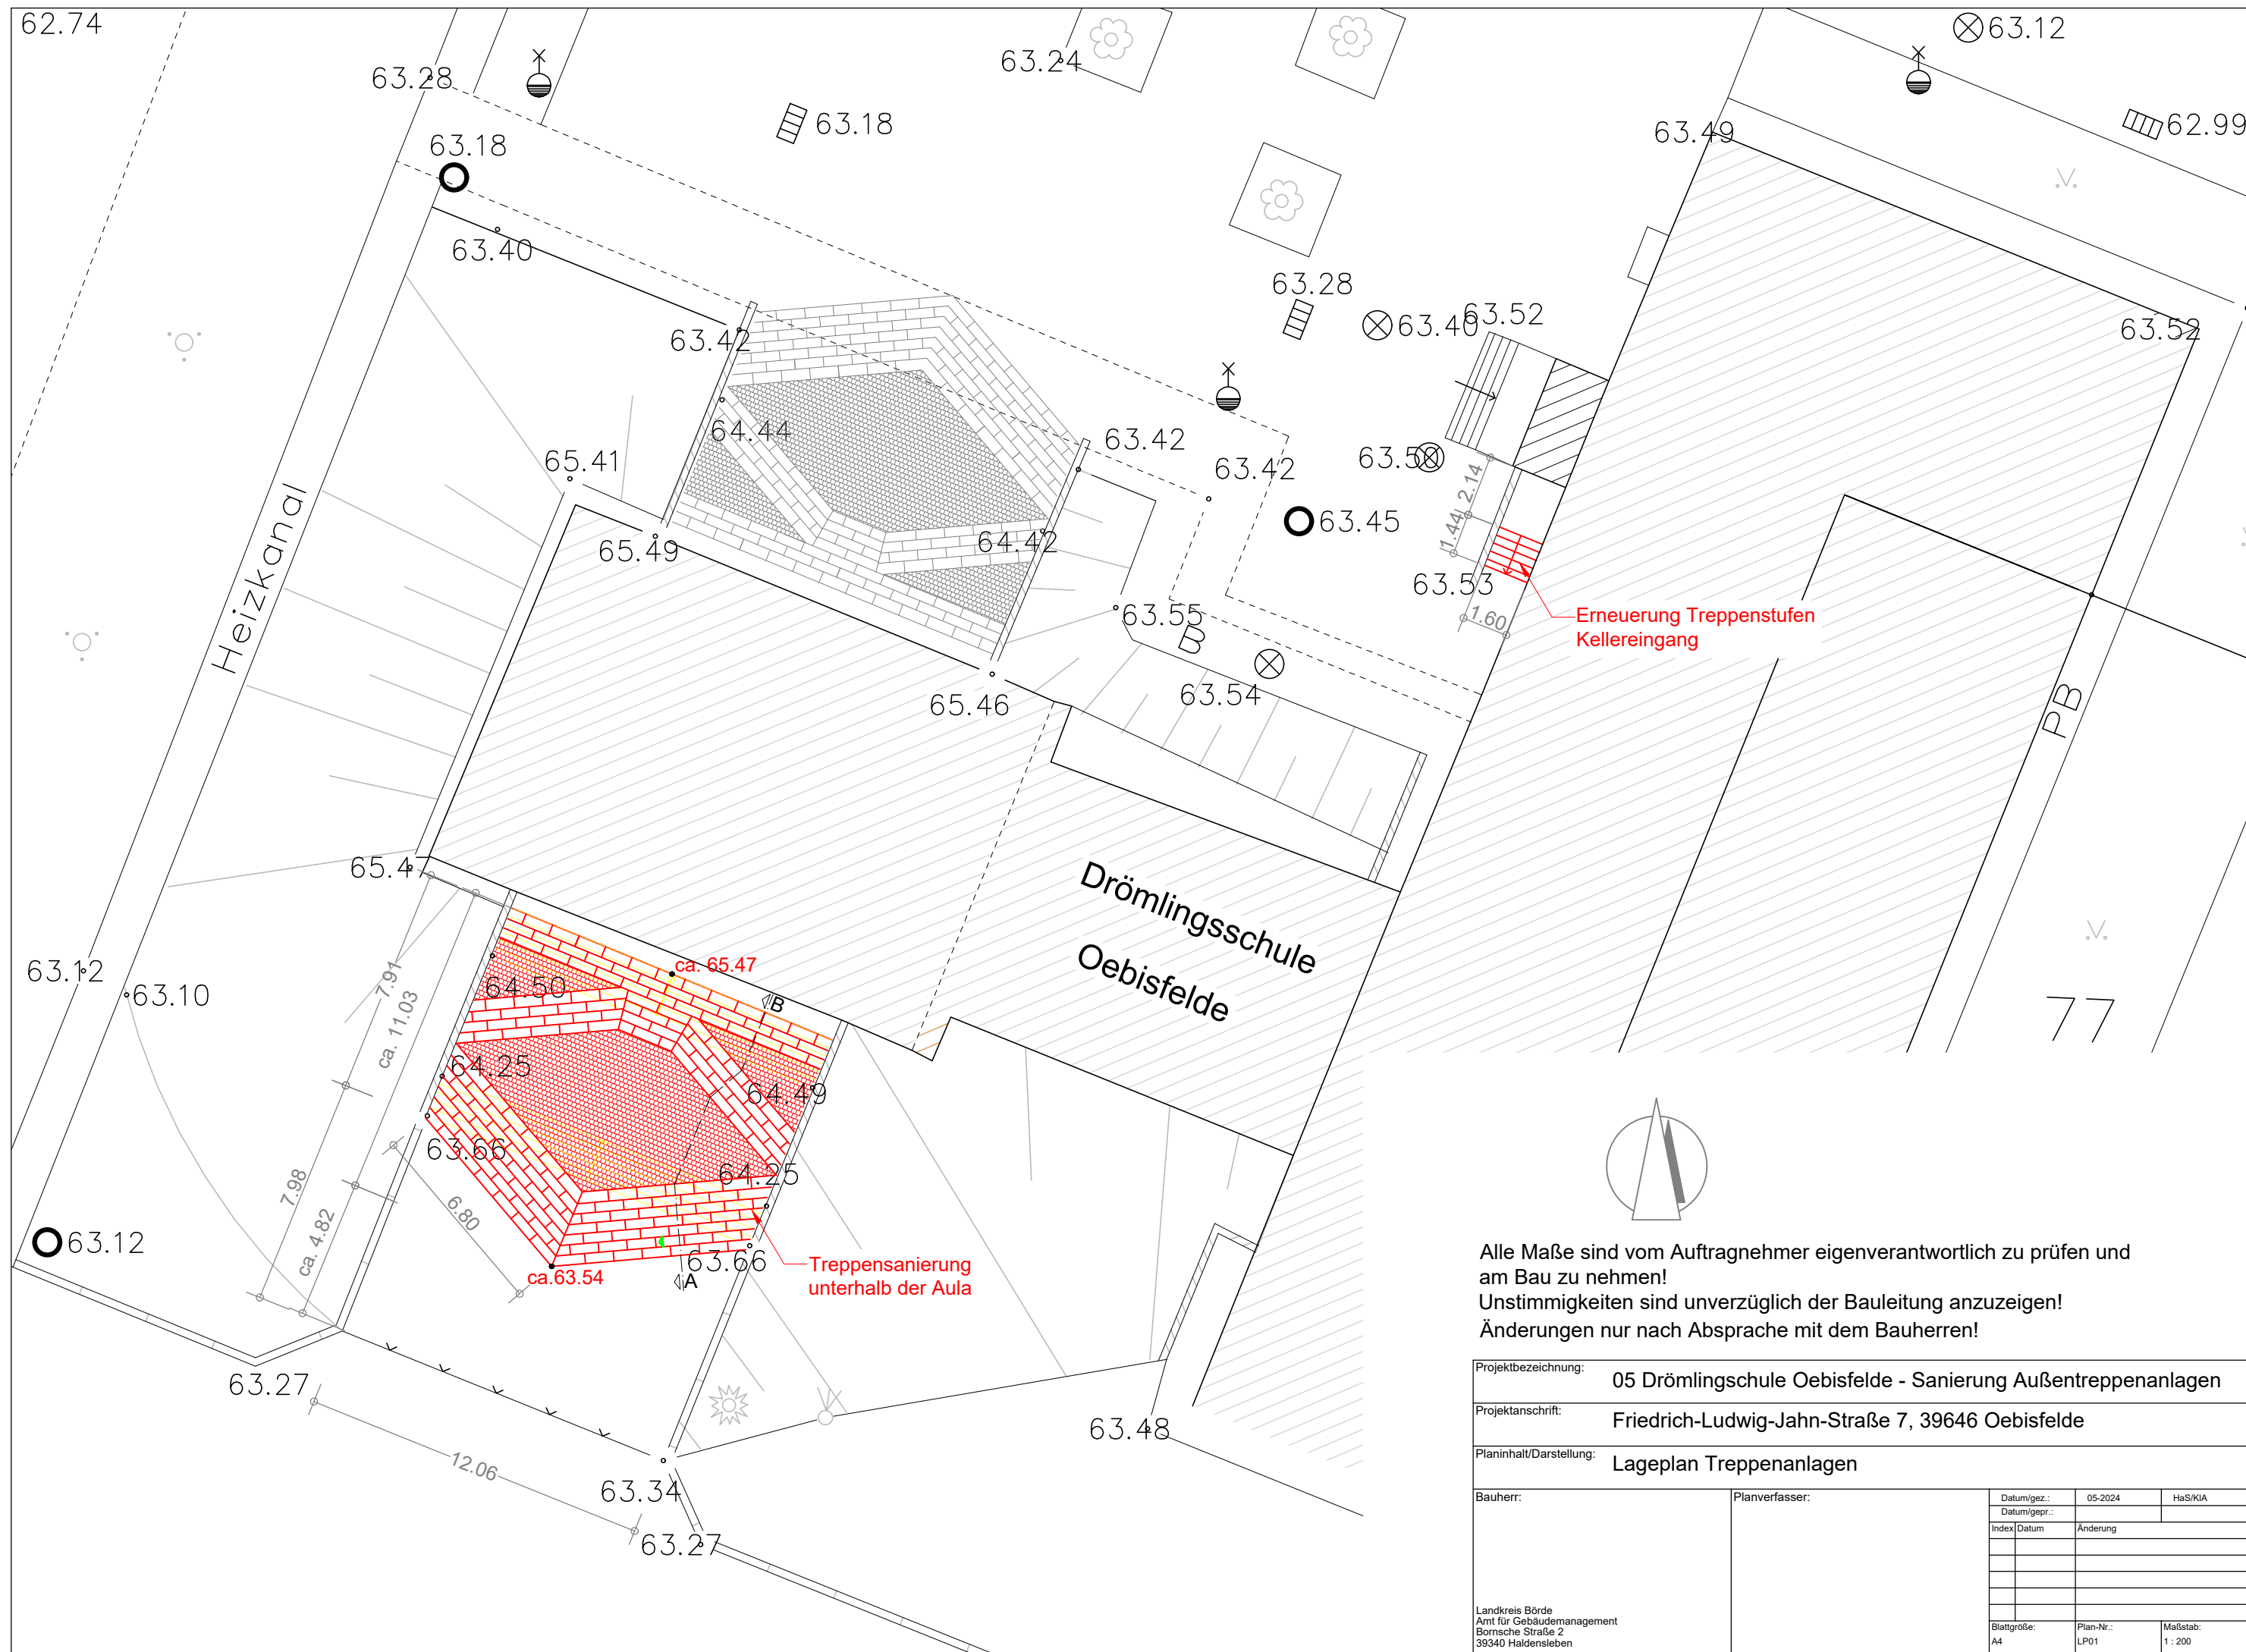 62.74
63.28
63.18
63.18
63.24
63.12
63.49
62.99
63.40
63.28
63.42
63.40
63.52
63.52
64.44
63.42
63.42
63.50
65.41
65.49
64.42
63.45
2.14
1.44
63.53
1.60
Erneuerung Treppenstufen
Kellereingang
Heizkanal
63.55
B
63.54
65.46
PB
65.47
Drömlingsschule
Oebisfelde
77
ca. 65.47
B
63.12
63.10
7.91
ca. 11.03
64.50
64.25
64.49
63.66
64.25
6.80
7.98
ca. 4.82
63.12
63.66
ca.63.54
A
Treppensanierung
unterhalb der Aula
63.27
12.06
63.34
63.27
63.48
Alle Maße sind vom Auftragnehmer eigenverantwortlich zu prüfen und
am Bau zu nehmen!
Unstimmigkeiten sind unverzüglich der Bauleitung anzuzeigen!
Änderungen nur nach Absprache mit dem Bauherren!
Projektbezeichnung: 05 Drömlingschule Oebisfelde - Sanierung Außentreppenanlagen
Projektanschrift: Friedrich-Ludwig-Jahn-Straße 7, 39646 Oebisfelde
Planinhalt/Darstellung: Lageplan Treppenanlagen
Bauherr:
Landkreis Börde
Amt für Gebäudemanagement
Bornsche Straße 2
39340 Haldensleben
Planverfasser:
Datum/gez.: 05-2024 HaS/KlA
Datum/gepr.:
Index Datum Änderung
Blattgröße: Plan-Nr.: Maßstab:
A4 LP01 1 : 200